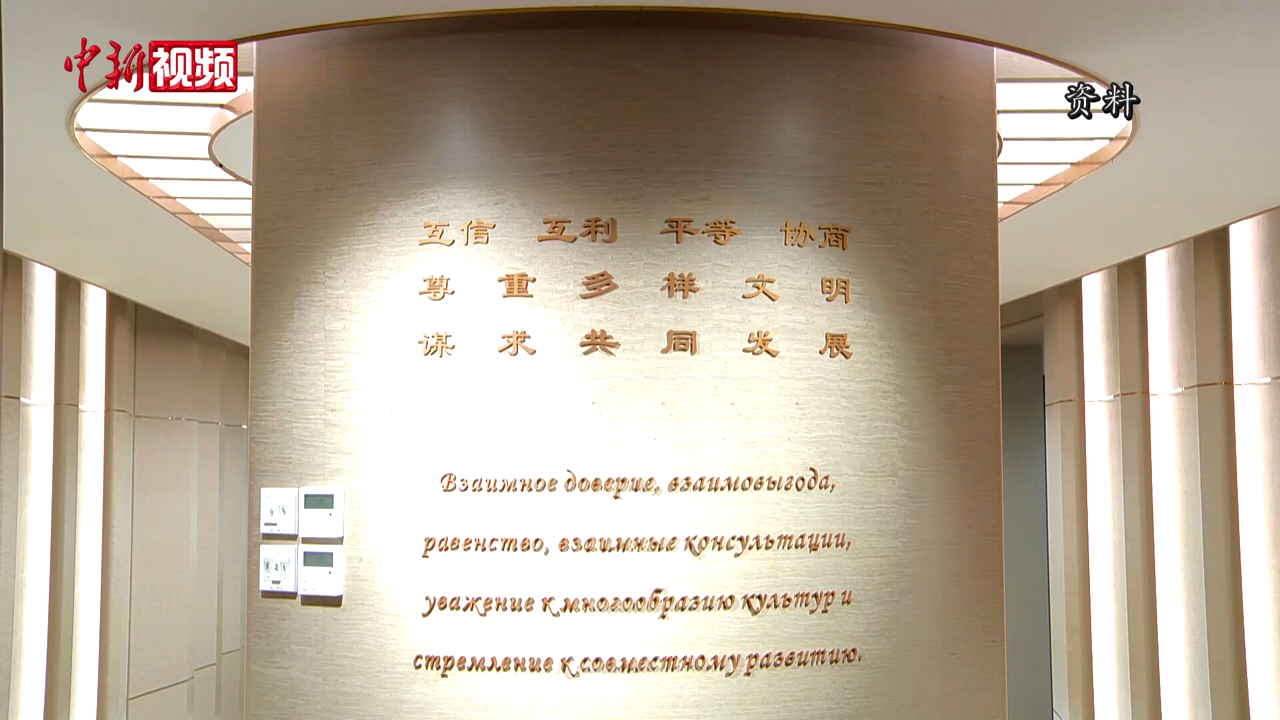 中新视频
资料
互信 互利 平等 协商
尊重多样文明
谋求共同发展
Взаимное доверие, взаимовыгода,
равенство, взаимные консультации,
уважение к многообразию культур и
стремление к совместному развитию.